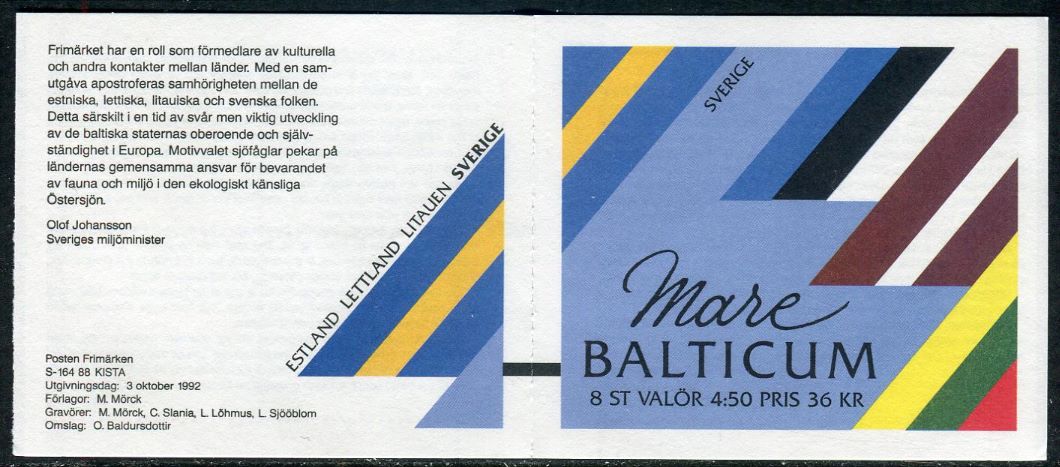 Frimärket har en roll som förmedlare av kulturella
och andra kontakter mellan länder. Med en sam-
utgåva apostroferas samhörigheten mellan de
estniska, lettiska, litauiska och svenska folken.
Detta särskilt i en tid av svår men viktig utveckling
av de baltiska staternas oberoende och själv-
ständighet i Europa. Motivvalet sjöfåglar pekar på
ländernas gemensamma ansvar för bevarandet
av fauna och miljö i den ekologiskt känsliga
Östersjön.
Olof Johansson
Sveriges miljöminister
Posten Frimärken
S-164 88 KISTA
Utgivningsdag: 3 oktober 1992
Förlagor: M. Mörck
Gravörer: M. Mörck, C. Slania, L. Lõhmus, L. Sjööblom
Omslag: O. Baldursdottir
ESTLAND LETTLAND LITAUEN SVERIGE
SVERIGE
Mare
BALTICUM
8 ST VALÖR 4:50 PRIS 36 KR